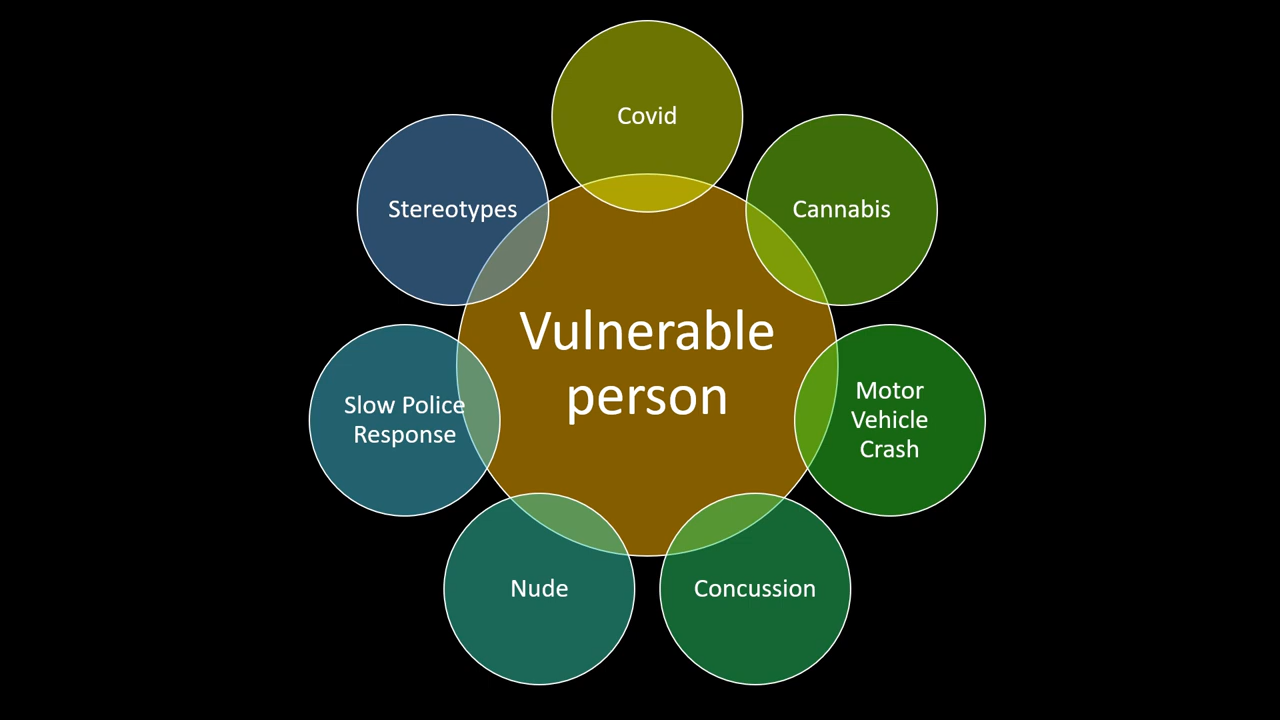 Covid
Stereotypes
Cannabis
Vulnerable
person
Slow Police
Response
Motor
Vehicle
Crash
Nude
Concussion